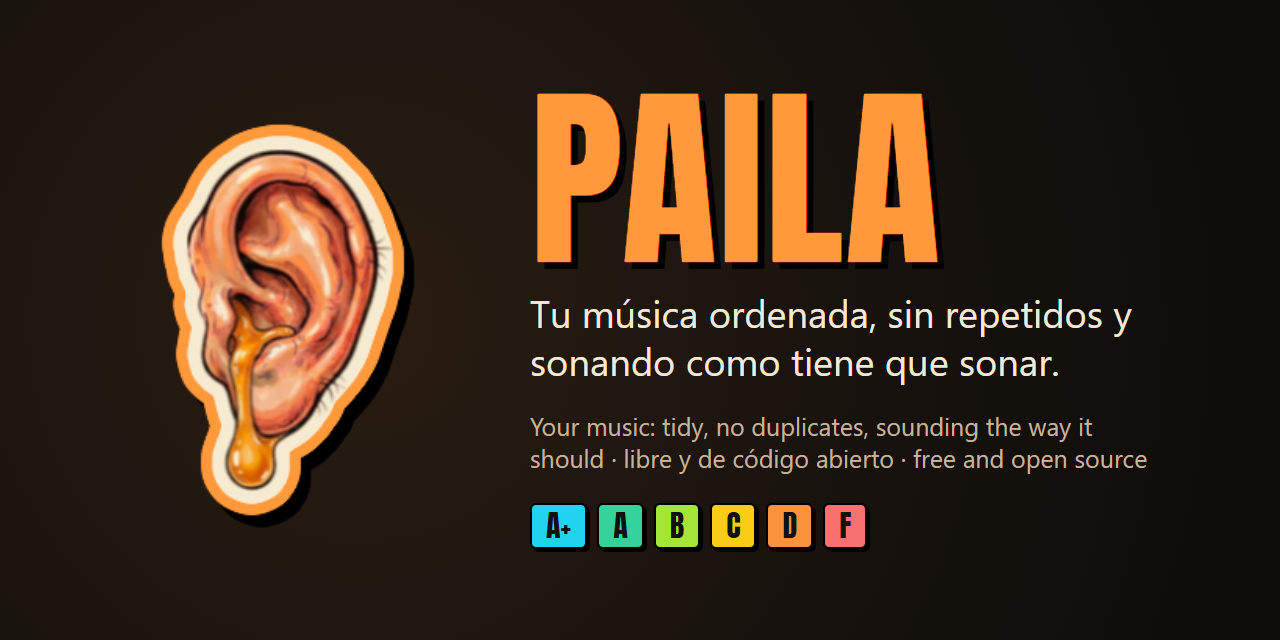 PAILA
Tu música ordenada, sin repetidos y
sonando como tiene que sonar.
Your music: tidy, no duplicates, sounding the way it
should · libre y de código abierto · free and open source
A+ A B C D F